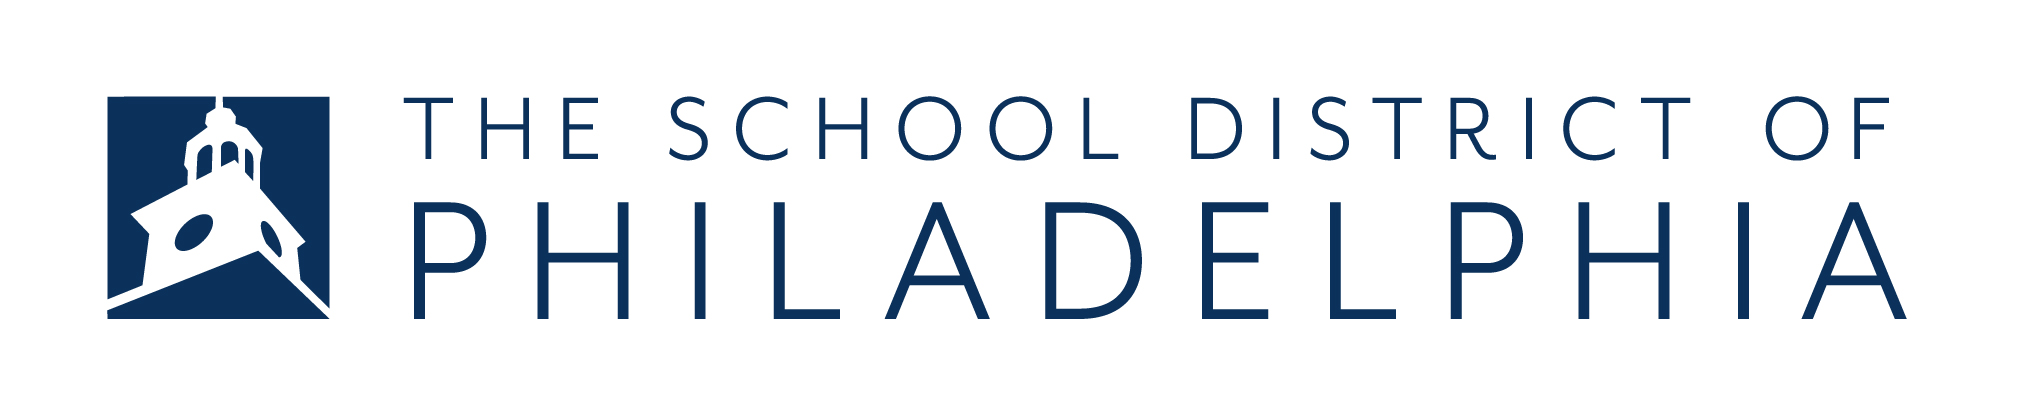 THE SCHOOL DISTRICT OF
PHILADELPHIA